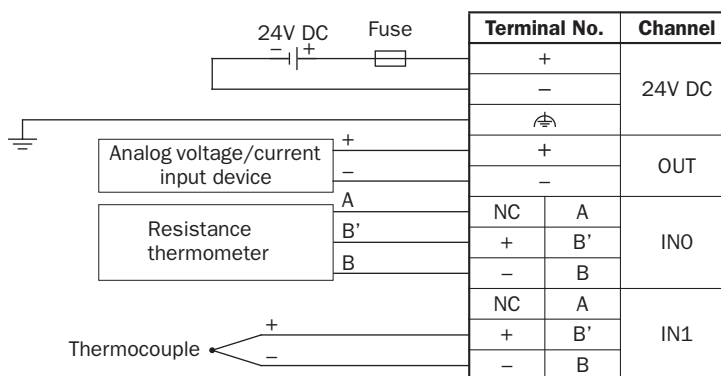 24V DC
Fuse
Terminal No. Channel
− +
+
−
24V DC
Analog voltage/current
input device
+
−
+
−
OUT
Resistance
thermometer
A
B’
B
NC A
+ B’
− B
IN0
Thermocouple
+
−
NC A
+ B’
− B
IN1